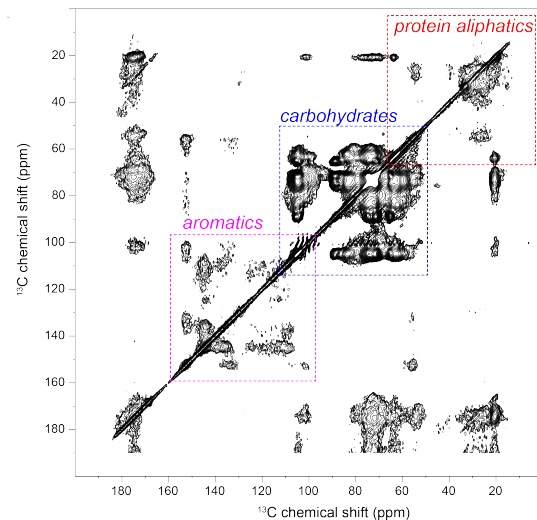 protein aliphatics
carbohydrates
aromatics
20
40
60
80
100
120
140
160
180
¹³C chemical shift (ppm)
180 160 140 120 100 80 60 40 20
¹³C chemical shift (ppm)